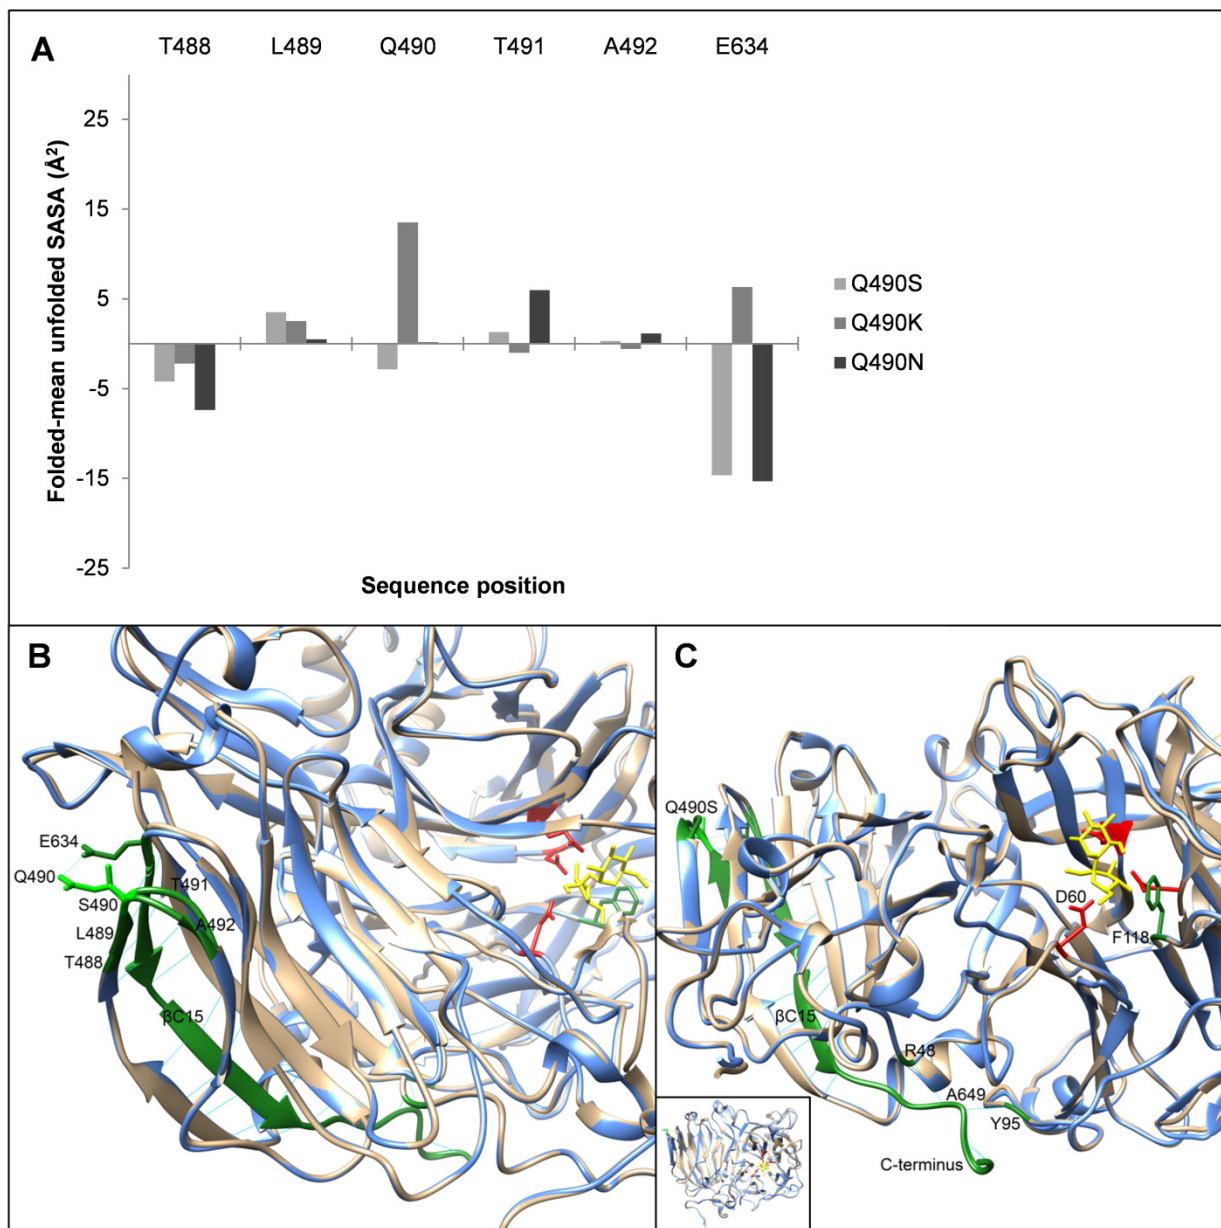 A
T488 L489 Q490 T491 A492 E634
Folded-mean unfolded SASA (Å²)
25
15
5
-5
-15
-25
Sequence position
Q490S
Q490K
Q490N
B
E634
Q490
S490
T491
L489
A492
T488
βC15
C
Q490S
D60
F118
βC15
R48
A649
Y95
C-terminus